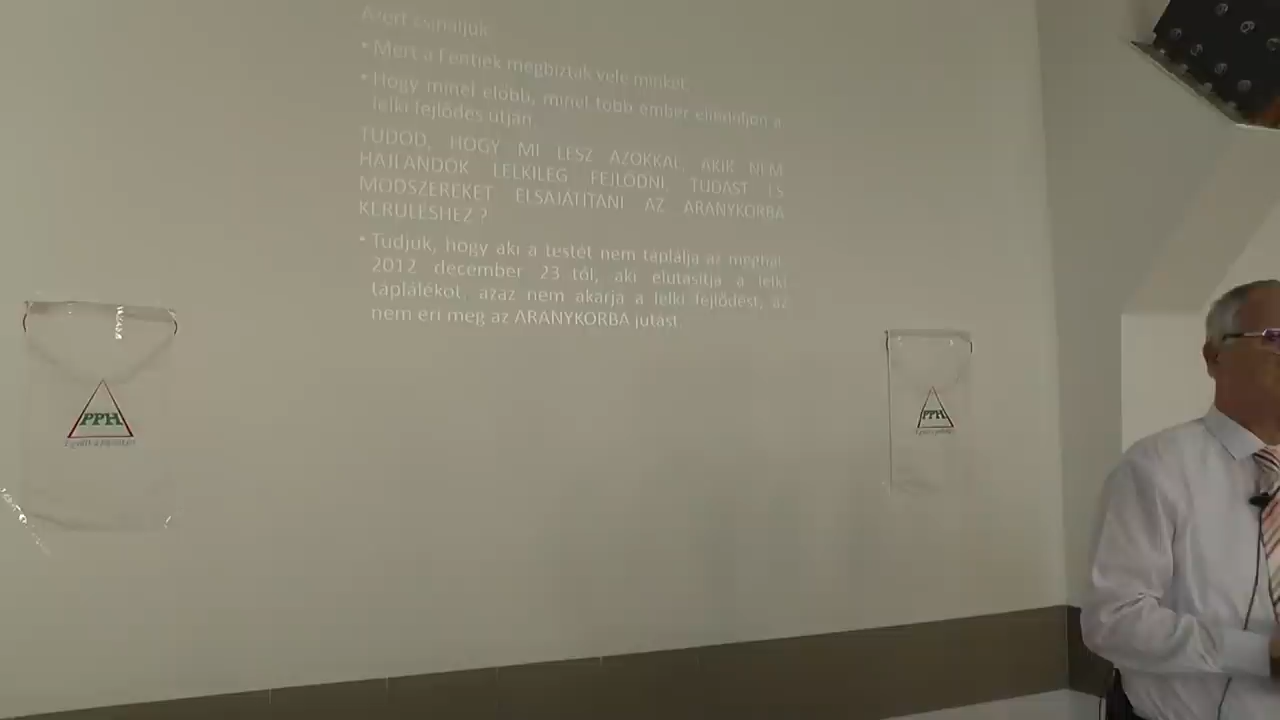 Azért csináljuk:
• Mert a Fentiek megbíztak vele minket.
• Hogy minél előbb, minél több ember elinduljon a
lelki fejlődés útján.
TUDOD, HOGY MI LESZ AZOKKAL, AKIK NEM
HAJLANDÓK LELKILEG FEJLŐDNI, TUDÁST ÉS
MÓDSZEREKET ELSAJÁTÍTANI AZ ARANYKORBA
KERÜLÉSHEZ ?
• Tudjuk, hogy aki a testét nem táplálja az meghal.
2012 december 23 tól, aki elutasítja a lelki
táplálékot, azaz nem akarja a lelki fejlődést, az
nem éri meg az ARANYKORBA jutást.
PPH
PPH